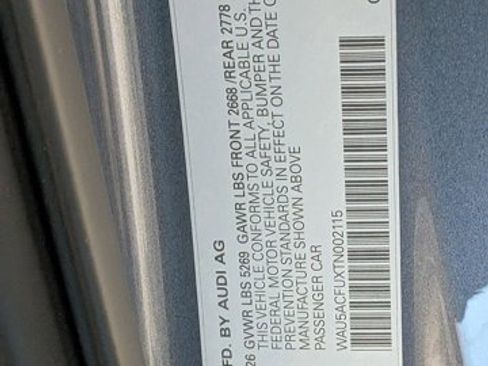 FD. BY AUDI AG
26 GVWR LBS 5269 GAWR LBS FRONT 2668 /REAR 2778
THIS VEHICLE CONFORMS TO ALL APPLICABLE U.S.
FEDERAL MOTOR VEHICLE SAFETY, BUMPER AND TH
PREVENTION STANDARDS IN EFFECT ON THE DATE O
MANUFACTURE SHOWN ABOVE
PASSENGER CAR
WAU5ACFUXTN002115